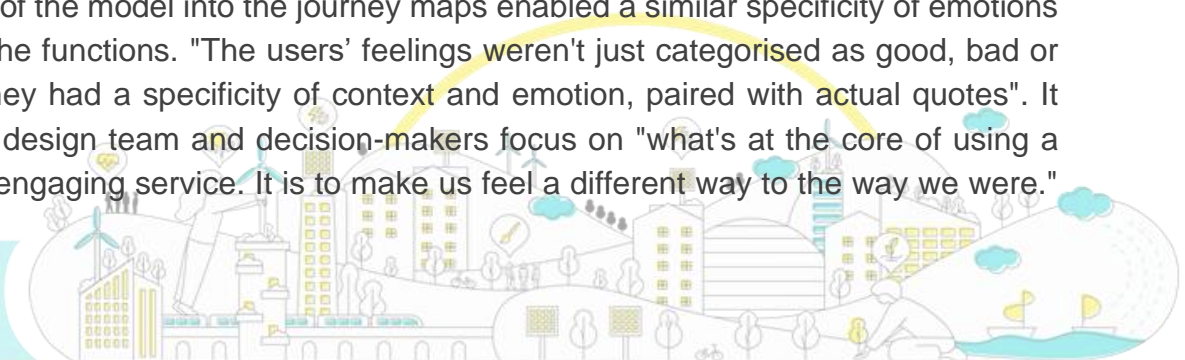 of the model into the journey maps enabled a similar specificity of emotions
he functions. "The users’ feelings weren't just categorised as good, bad or
ney had a specificity of context and emotion, paired with actual quotes". It
design team and decision-makers focus on "what's at the core of using a
engaging service. It is to make us feel a different way to the way we were."